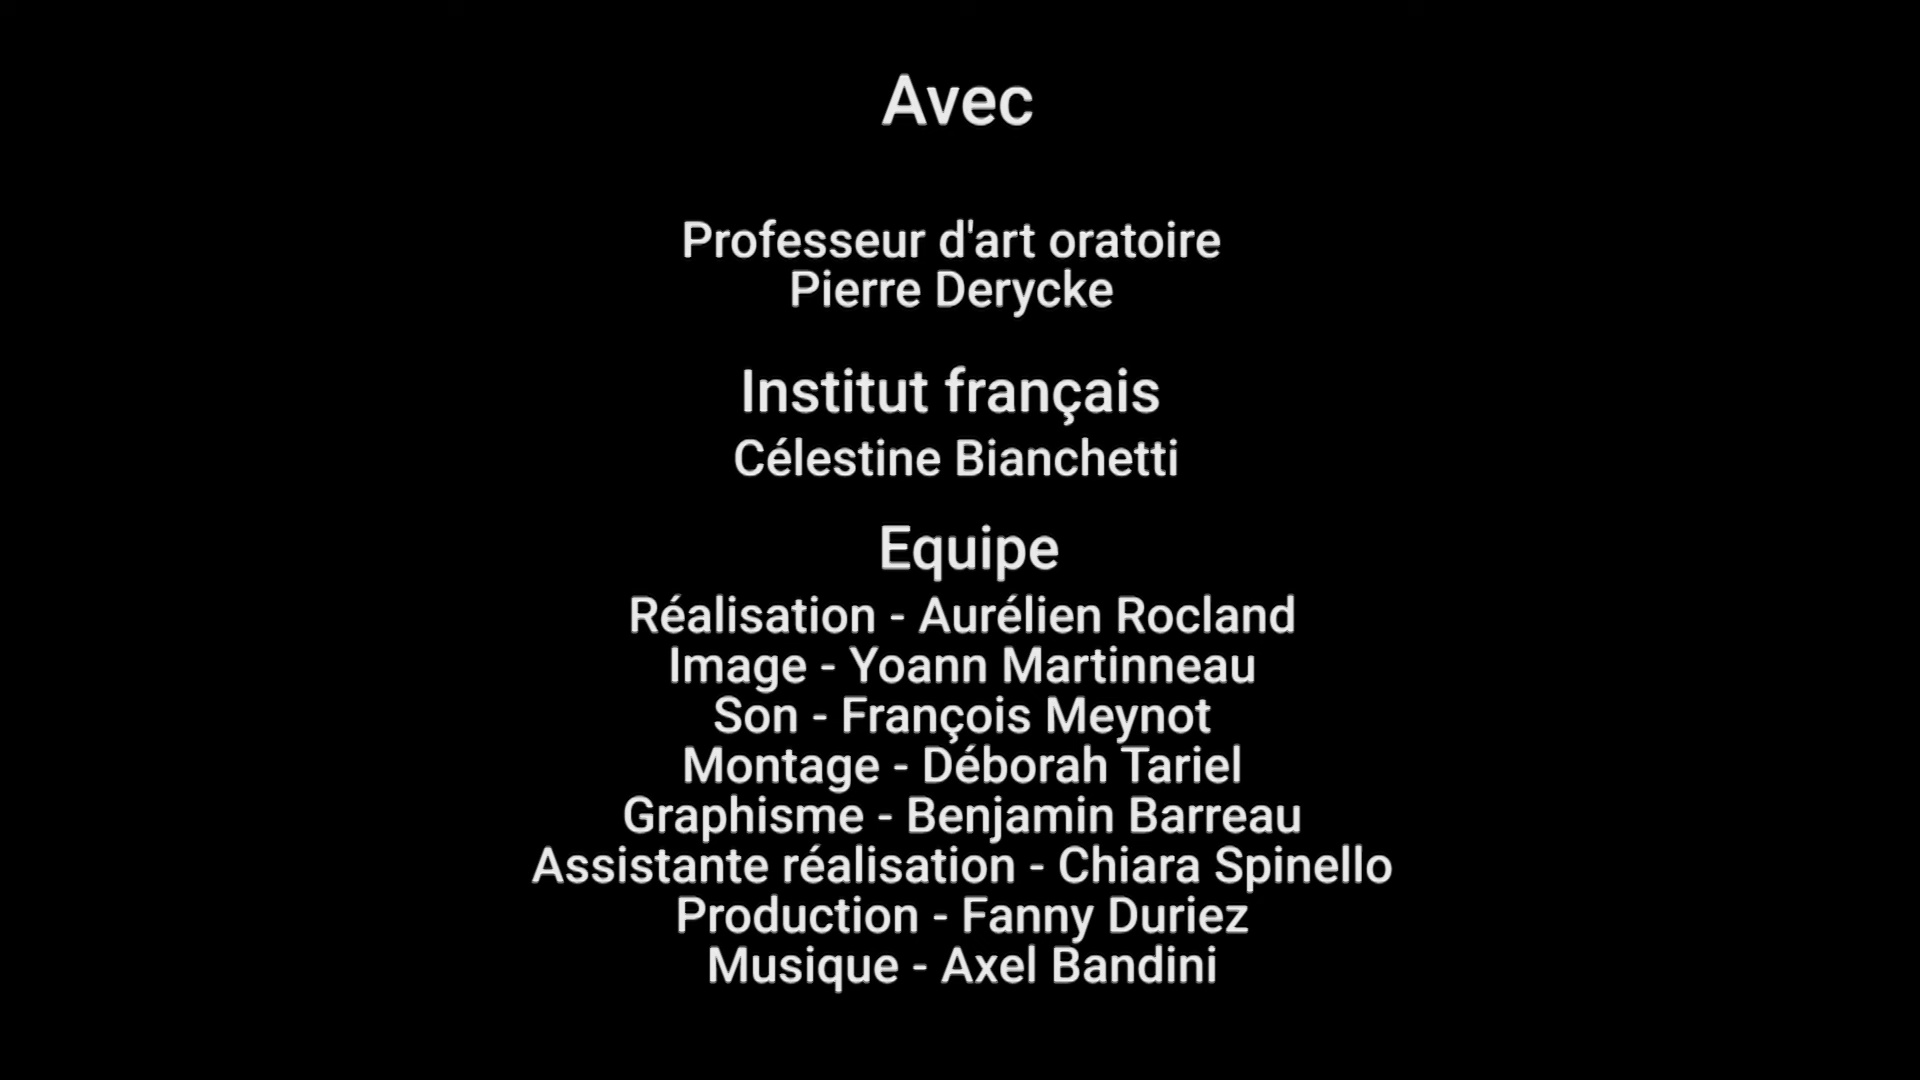 Avec
Professeur d'art oratoire
Pierre Derycke
Institut français
Célestine Bianchetti
Equipe
Réalisation - Aurélien Rocland
Image - Yoann Martinneau
Son - François Meynot
Montage - Déborah Tariel
Graphisme - Benjamin Barreau
Assistante réalisation - Chiara Spinello
Production - Fanny Duriez
Musique - Axel Bandini